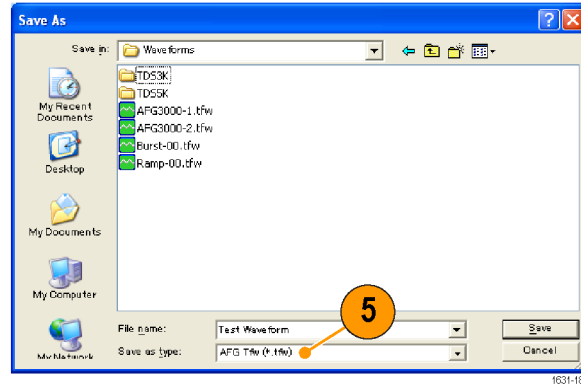 Save As
Save in: Waveforms
TDS3K
TDS5K
AFG3000-1.tfw
AFG3000-2.tfw
Burst-00.tfw
Ramp-00.tfw
My Recent
Documents
Desktop
My Documents
My Computer
My Network
5
File name: Test Waveform Save
Save as type: AFG Tfw (*.tfw) Cancel